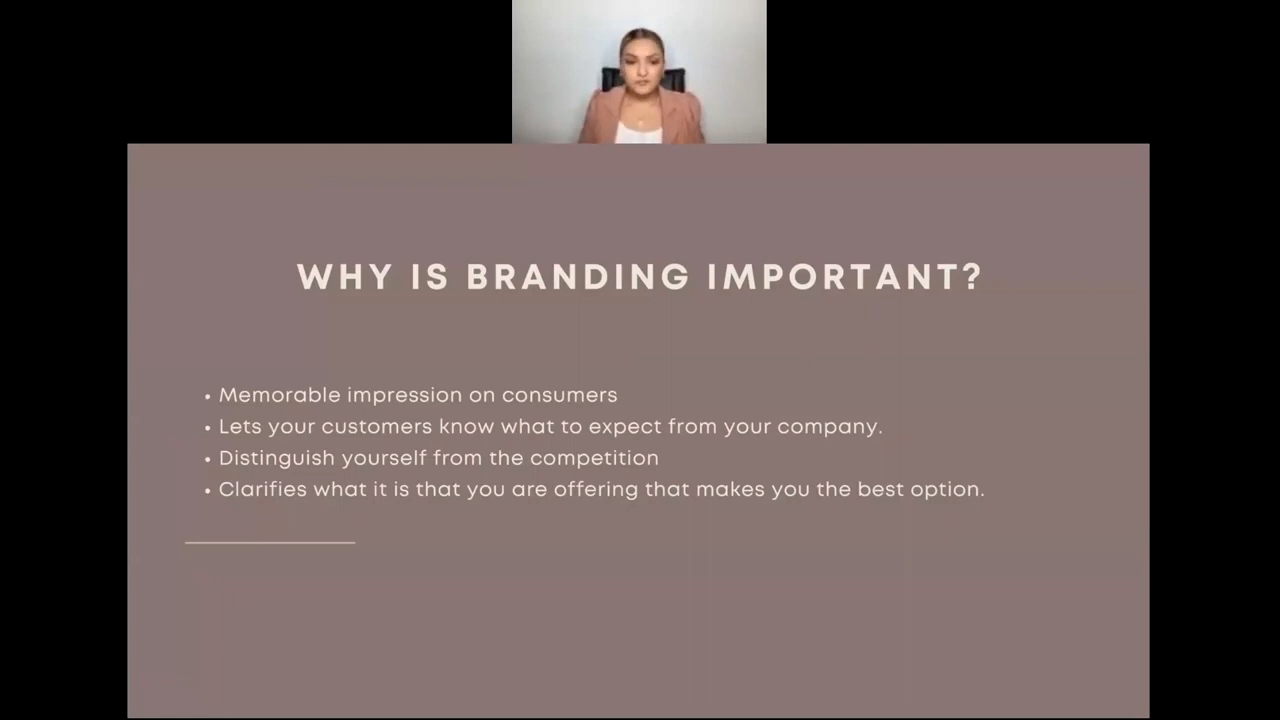 WHY IS BRANDING IMPORTANT?
• Memorable impression on consumers
• Lets your customers know what to expect from your company.
• Distinguish yourself from the competition
• Clarifies what it is that you are offering that makes you the best option.